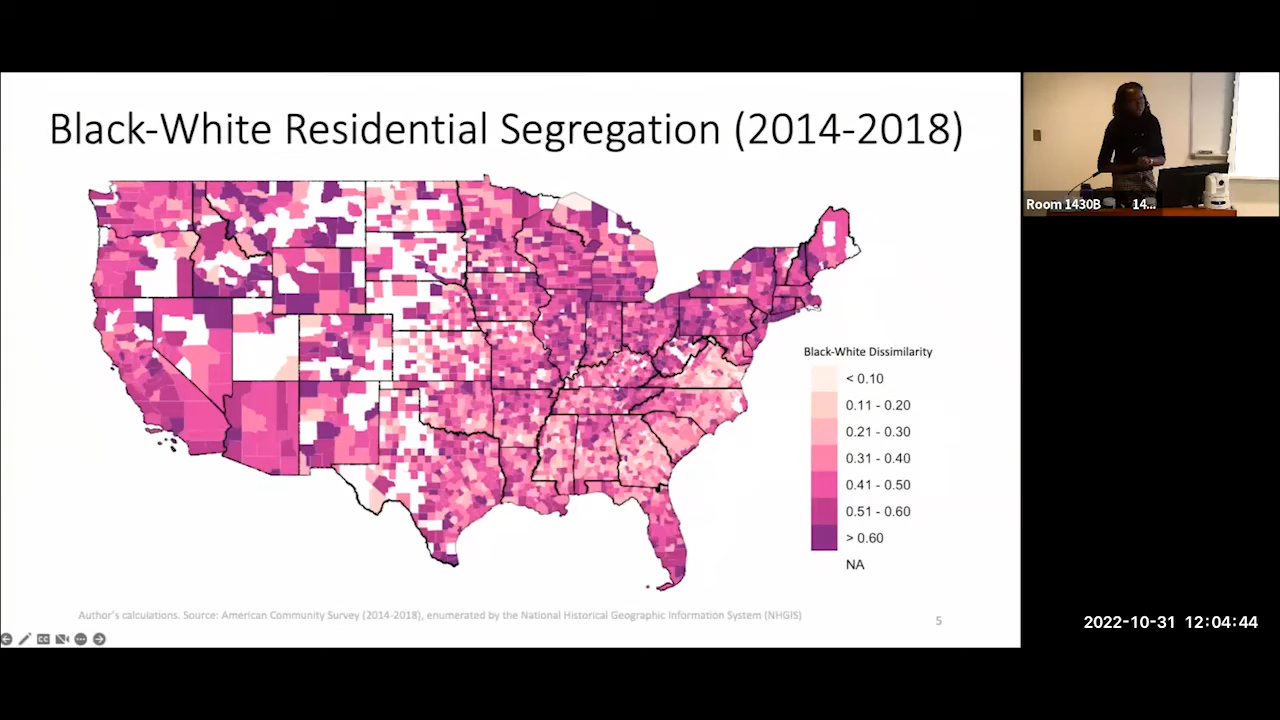 Black-White Residential Segregation (2014-2018)
Room 1430B 14...
Black-White Dissimilarity
< 0.10
0.11 - 0.20
0.21 - 0.30
0.31 - 0.40
0.41 - 0.50
0.51 - 0.60
> 0.60
NA
Author's calculations. Source: American Community Survey (2014-2018), enumerated by the National Historical Geographic Information System (NHGIS)
5
2022-10-31 12:04:44
CC